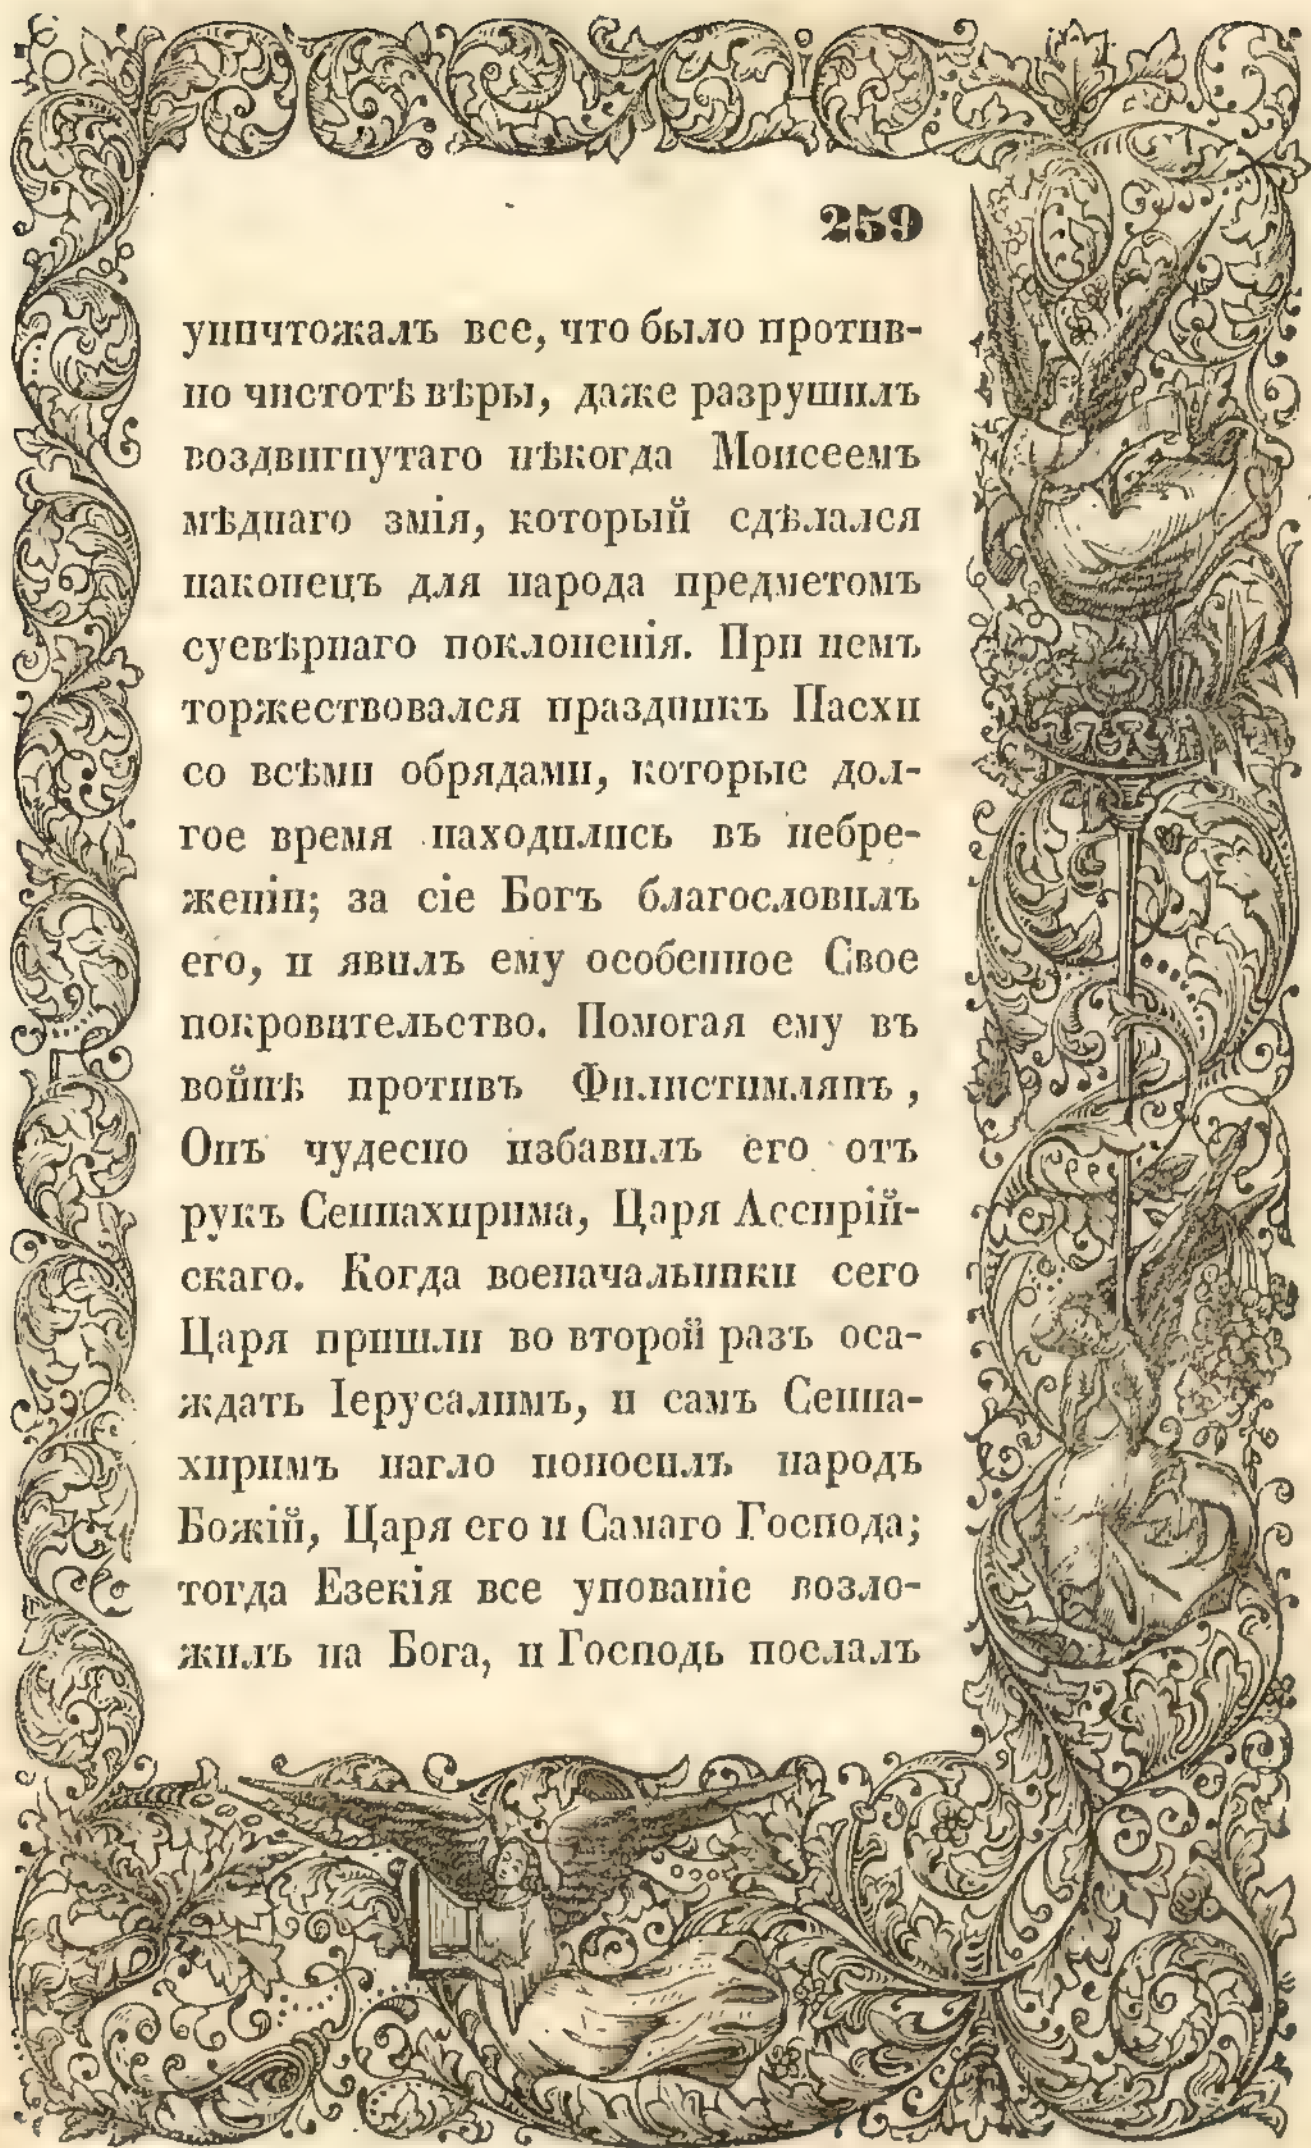 259
уничтожалъ все, что было против-
но чистотѣ вѣры, даже разрушилъ
воздвигнутаго нѣкогда Моисеемъ
мѣднаго змія, который сдѣлался
наконецъ для народа предметомъ
суевѣрнаго поклоненія. При немъ
торжествовался праздникъ Пасхи
со всѣми обрядами, которые дол-
гое время находились въ небре-
женіи; за сіе Богъ благословилъ
его, и явилъ ему особенное Свое
покровительство. Помогая ему въ
войнѣ противъ Филистимлянъ,
Онъ чудесно избавилъ его отъ
рукъ Сеннахирима, Царя Ассирій-
скаго. Когда военачальники сего
Царя пришли во второй разъ оса-
ждать Іерусалимъ, и самъ Сенна-
хиримъ нагло поносилъ народъ
Божій, Царя его и Самаго Господа;
тогда Езекія все упованіе возло-
жилъ на Бога, и Господь послалъ